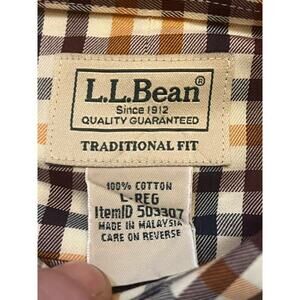 L.L.Bean®
Since 1912
QUALITY GUARANTEED
TRADITIONAL FIT
100% COTTON
L-REG
ItemID 503307
MADE IN MALAYSIA
CARE ON REVERSE